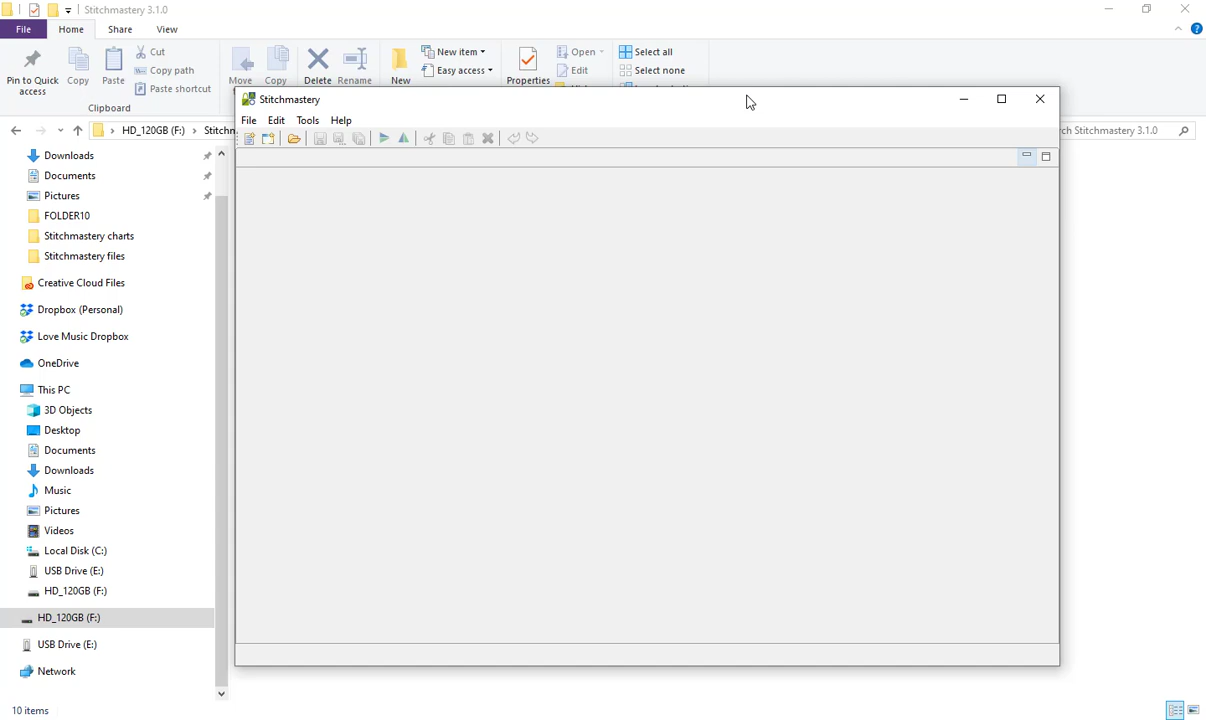 Stitchmastery 3.1.0
File Home Share View
Pin to Quick access
Copy
Paste
Cut
Copy path
Paste shortcut
Clipboard
Move
Copy
Delete
Rename
New
New item
Easy access
Properties
Open
Edit
Select all
Select none
HD_120GB (F:) Stitchm
ch Stitchmastery 3.1.0
Stitchmastery
File Edit Tools Help
Downloads
Documents
Pictures
FOLDER10
Stitchmastery charts
Stitchmastery files
Creative Cloud Files
Dropbox (Personal)
Love Music Dropbox
OneDrive
This PC
3D Objects
Desktop
Documents
Downloads
Music
Pictures
Videos
Local Disk (C:)
USB Drive (E:)
HD_120GB (F:)
HD_120GB (F:)
USB Drive (E:)
Network
10 items